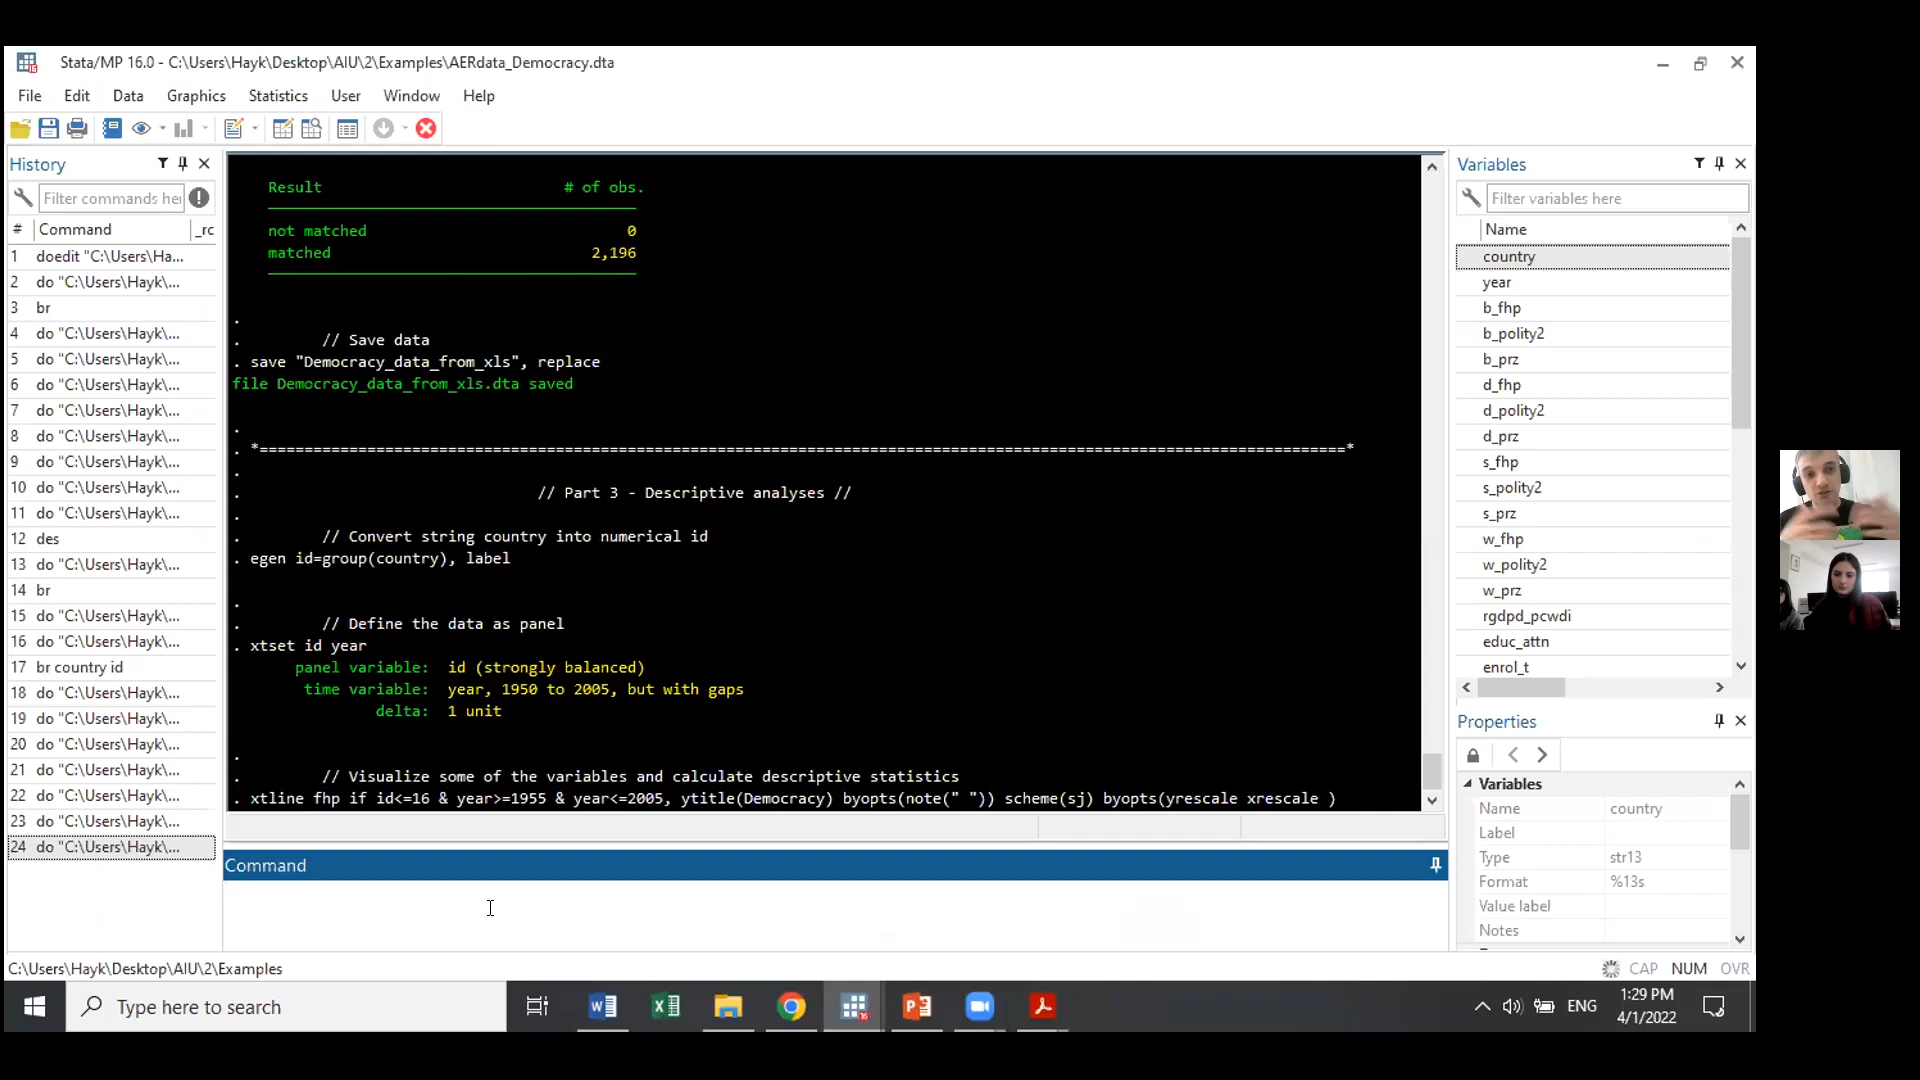 Stata/MP 16.0 - C:\Users\Hayk\Desktop\AIU\2\Examples\AERdata_Democracy.dta
File Edit Data Graphics Statistics User Window Help
History
Filter commands her
# Command _rc
1 doedit "C:\Users\Ha...
2 do "C:\Users\Hayk\...
3 br
4 do "C:\Users\Hayk\...
5 do "C:\Users\Hayk\...
6 do "C:\Users\Hayk\...
7 do "C:\Users\Hayk\...
8 do "C:\Users\Hayk\...
9 do "C:\Users\Hayk\...
10 do "C:\Users\Hayk\...
11 do "C:\Users\Hayk\...
12 des
13 do "C:\Users\Hayk\...
14 br
15 do "C:\Users\Hayk\...
16 do "C:\Users\Hayk\...
17 br country id
18 do "C:\Users\Hayk\...
19 do "C:\Users\Hayk\...
20 do "C:\Users\Hayk\...
21 do "C:\Users\Hayk\...
22 do "C:\Users\Hayk\...
23 do "C:\Users\Hayk\...
24 do "C:\Users\Hayk\...
Result # of obs.
not matched 0
matched 2,196
.
. // Save data
. save "Democracy_data_from_xls", replace
file Democracy_data_from_xls.dta saved
.
. *=========================================================================================================================*
.
. // Part 3 - Descriptive analyses //
.
. // Convert string country into numerical id
. egen id=group(country), label
.
. // Define the data as panel
. xtset id year
panel variable: id (strongly balanced)
time variable: year, 1950 to 2005, but with gaps
delta: 1 unit
.
. // Visualize some of the variables and calculate descriptive statistics
. xtline fhp if id<=16 & year>=1955 & year<=2005, ytitle(Democracy) byopts(note(" ")) scheme(sj) byopts(yrescale xrescale )
Command
Variables
Filter variables here
Name
country
year
b_fhp
b_polity2
b_prz
d_fhp
d_polity2
d_prz
s_fhp
s_polity2
s_prz
w_fhp
w_polity2
w_prz
rgdpd_pcwdi
educ_attn
enrol_t
Properties
Variables
Name country
Label
Type str13
Format %13s
Value label
Notes
C:\Users\Hayk\Desktop\AIU\2\Examples
CAP NUM OVR
Type here to search
ENG
1:29 PM
4/1/2022